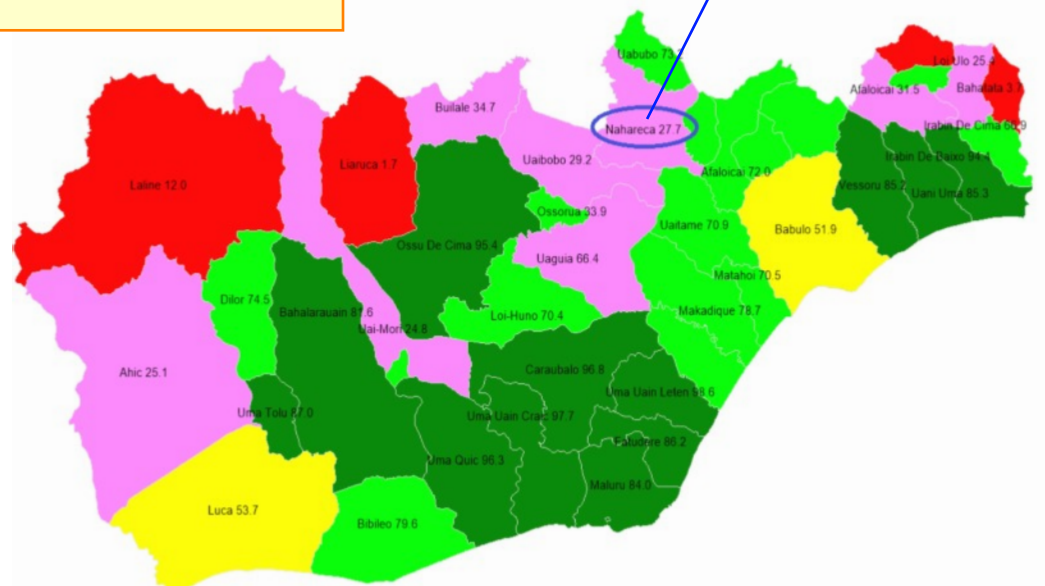 Uabubo 73.2
Loi Ulo 25.4
Afaloicai 31.5
Bahatata 3.7
Buiale 34.7
Nahareca 27.7
Irabin De Cima 68.9
Uaibobo 29.2
Irabin De Baixo 94.4
Liaruca 1.7
Afaloicai 72.0
Laline 12.0
Vessoru 85.2
Uani Uma 85.3
Ossorua 33.9
Uaitame 70.9
Babulo 51.9
Ossu De Cima 95.4
Uaguia 66.4
Matahoi 70.5
Dilor 74.5
Bahalarauain 81.6
Loi-Huno 70.4
Makadique 78.7
Uai-Mori 24.8
Ahic 25.1
Caraubalo 96.8
Uma Uain Leten 98.6
Uma Tolu 87.0
Uma Uain Craic 97.7
Fatudere 86.2
Uma Quic 96.3
Maluru 84.0
Luca 53.7
Bibileo 79.6